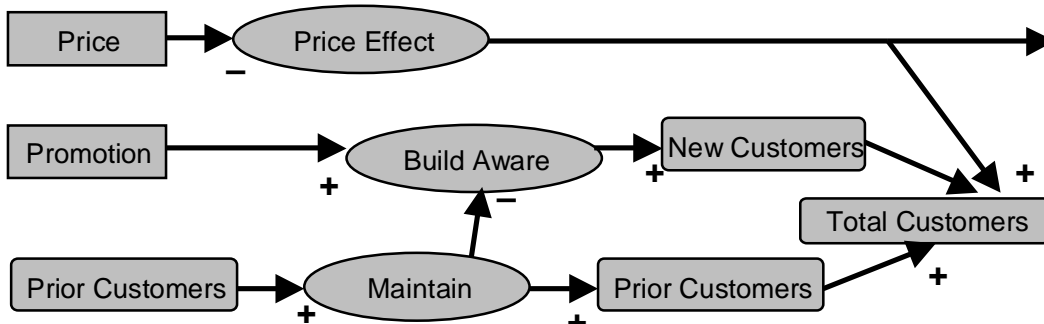 Price
Price Effect
−
Promotion
Build Aware
New Customers
+
+
+
−
Total Customers
Prior Customers
Maintain
Prior Customers
+
+
+